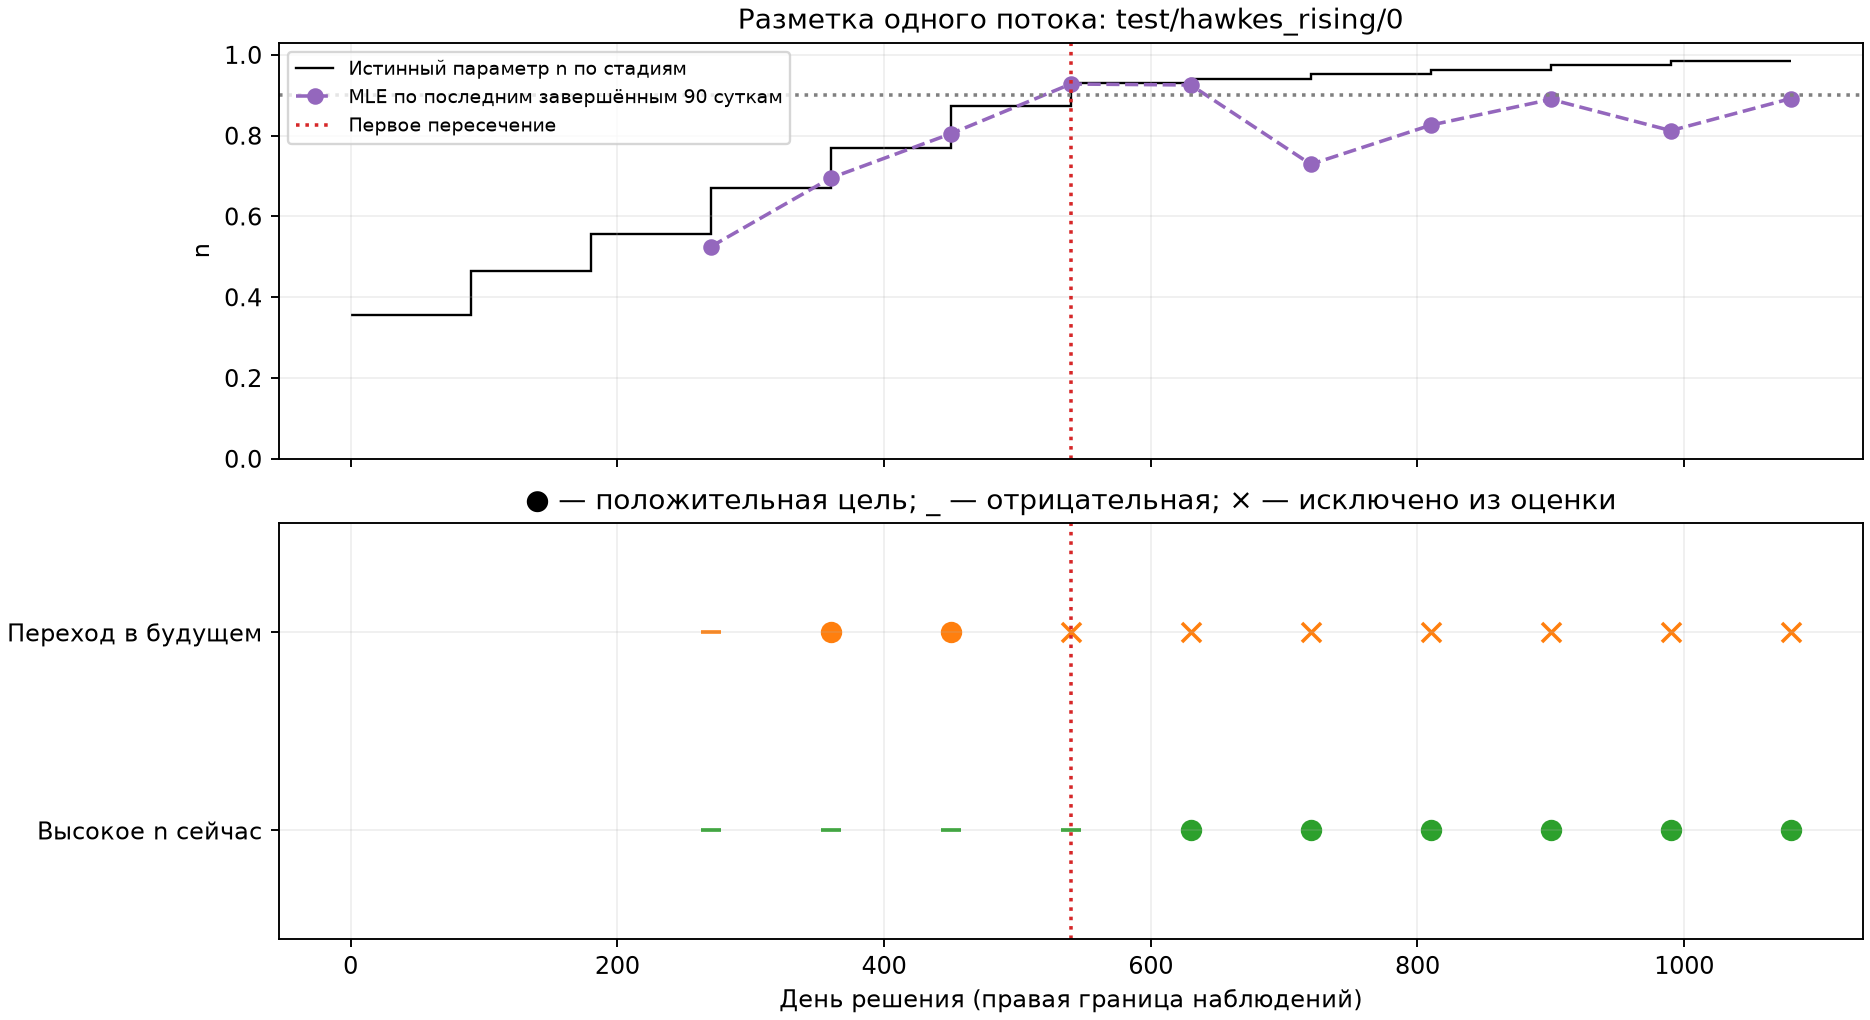 Разметка одного потока: test/hawkes_rising/0
1.0
0.8
0.6
0.4
0.2
0.0
n
Истинный параметр n по стадиям
MLE по последним завершённым 90 суткам
Первое пересечение
● — положительная цель; _ — отрицательная; × — исключено из оценки
Переход в будущем
Высокое n сейчас
0 200 400 600 800 1000
День решения (правая граница наблюдений)